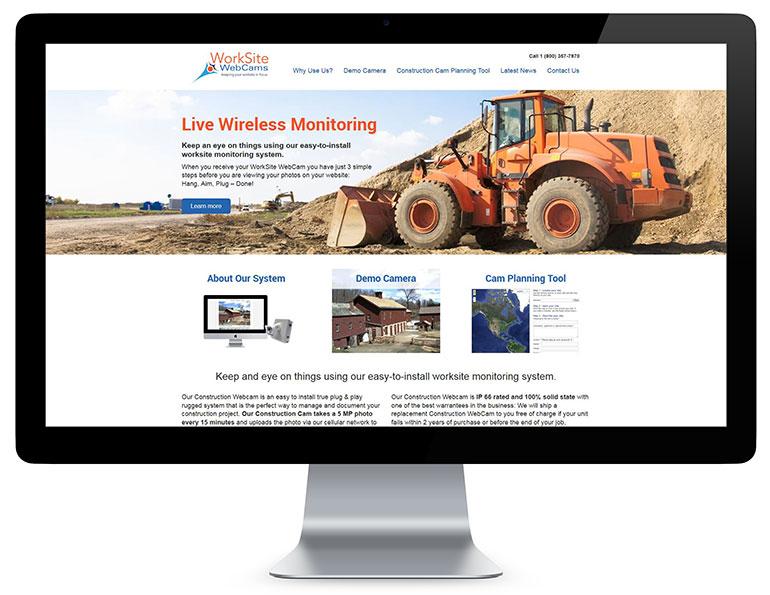 WorkSite
WebCams
keeping your worksite in focus
Call 1 (800) 367-7878
Why Use Us? Demo Camera Construction Cam Planning Tool Latest News Contact Us
Live Wireless Monitoring
Keep an eye on things using our easy-to-install
worksite monitoring system.
When you receive your WorkSite WebCam you have just 3 simple
steps before you are viewing your photos on your website:
Hang, Aim, Plug – Done!
Learn more
About Our System
Demo Camera
Cam Planning Tool
Keep and eye on things using our easy-to-install worksite monitoring system.
Our Construction Webcam is an easy to install true plug & play
rugged system that is the perfect way to manage and document your
construction project. Our Construction Cam takes a 5 MP photo
every 15 minutes and uploads the photo via our cellular network to
Our Construction Webcam is IP 66 rated and 100% solid state with
one of the best warrantees in the business: We will ship a
replacement Construction WebCam to you free of charge if your unit
fails within 2 years of purchase or before the end of your job.